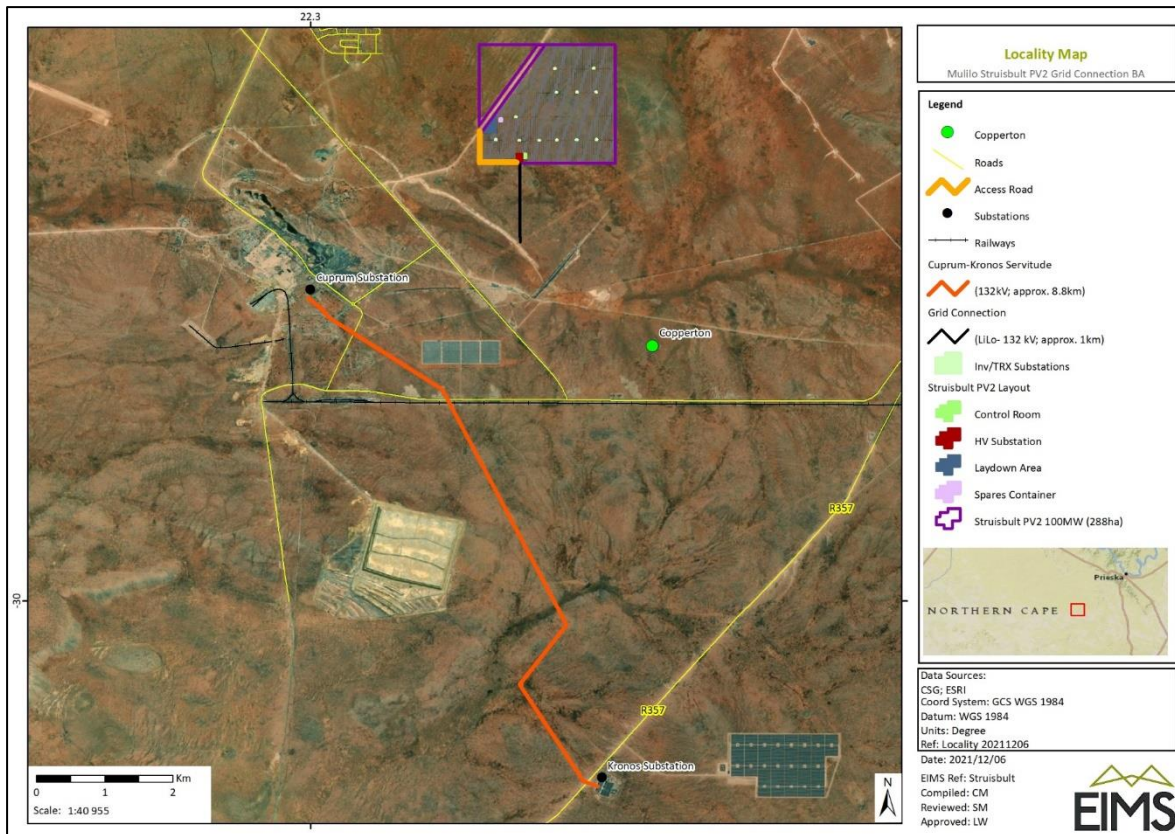 22.3
-30
Cuprum Substation
Copperton
R357
R357
Kronos Substation
0 0.5 1 2
Km
Scale: 1:40 955
N
Locality Map
Mulilo Struisbult PV2 Grid Connection BA
Legend
Copperton
Roads
Access Road
Substations
Railways
Cuprum-Kronos Servitude
(132kV; approx. 8.8km)
Grid Connection
(LiLo- 132 kV; approx. 1km)
Inv/TRX Substations
Struisbult PV2 Layout
Control Room
HV Substation
Laydown Area
Spares Container
Struisbult PV2 100MW (288ha)
Prieska
NORTHERN CAPE
Data Sources:
CSG; ESRI
Coord System: GCS WGS 1984
Datum: WGS 1984
Units: Degree
Ref: Locality 20211206
Date: 2021/12/06
EIMS Ref: Struisbult
Compiled: CM
Reviewed: SM
Approved: LW
EIMS